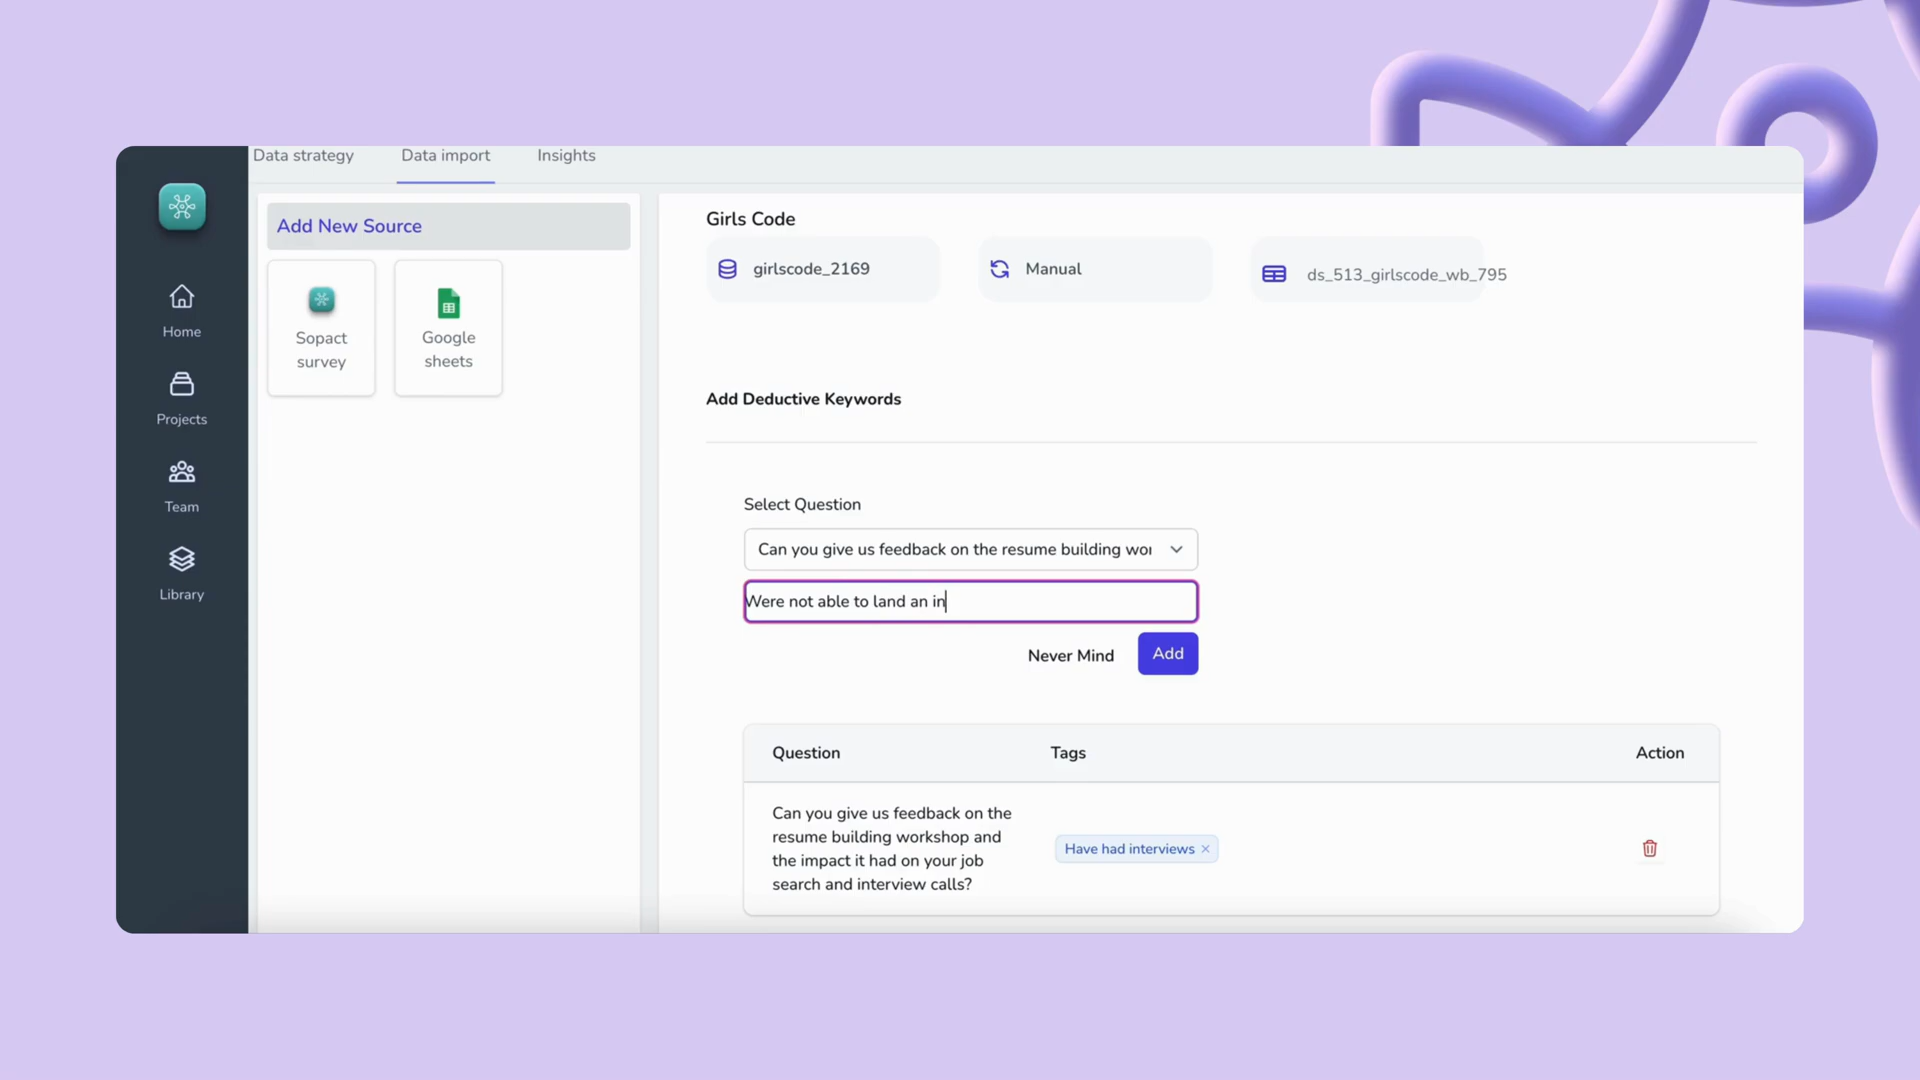 Data strategy
Data import
Insights
Home
Projects
Team
Library
Add New Source
Sopact
survey
Google
sheets
Girls Code
girlscode_2169
Manual
ds_513_girlscode_wb_795
Add Deductive Keywords
Select Question
Can you give us feedback on the resume building wor
Were not able to land an in
Never Mind
Add
Question
Tags
Action
Can you give us feedback on the
resume building workshop and
the impact it had on your job
search and interview calls?
Have had interviews ×